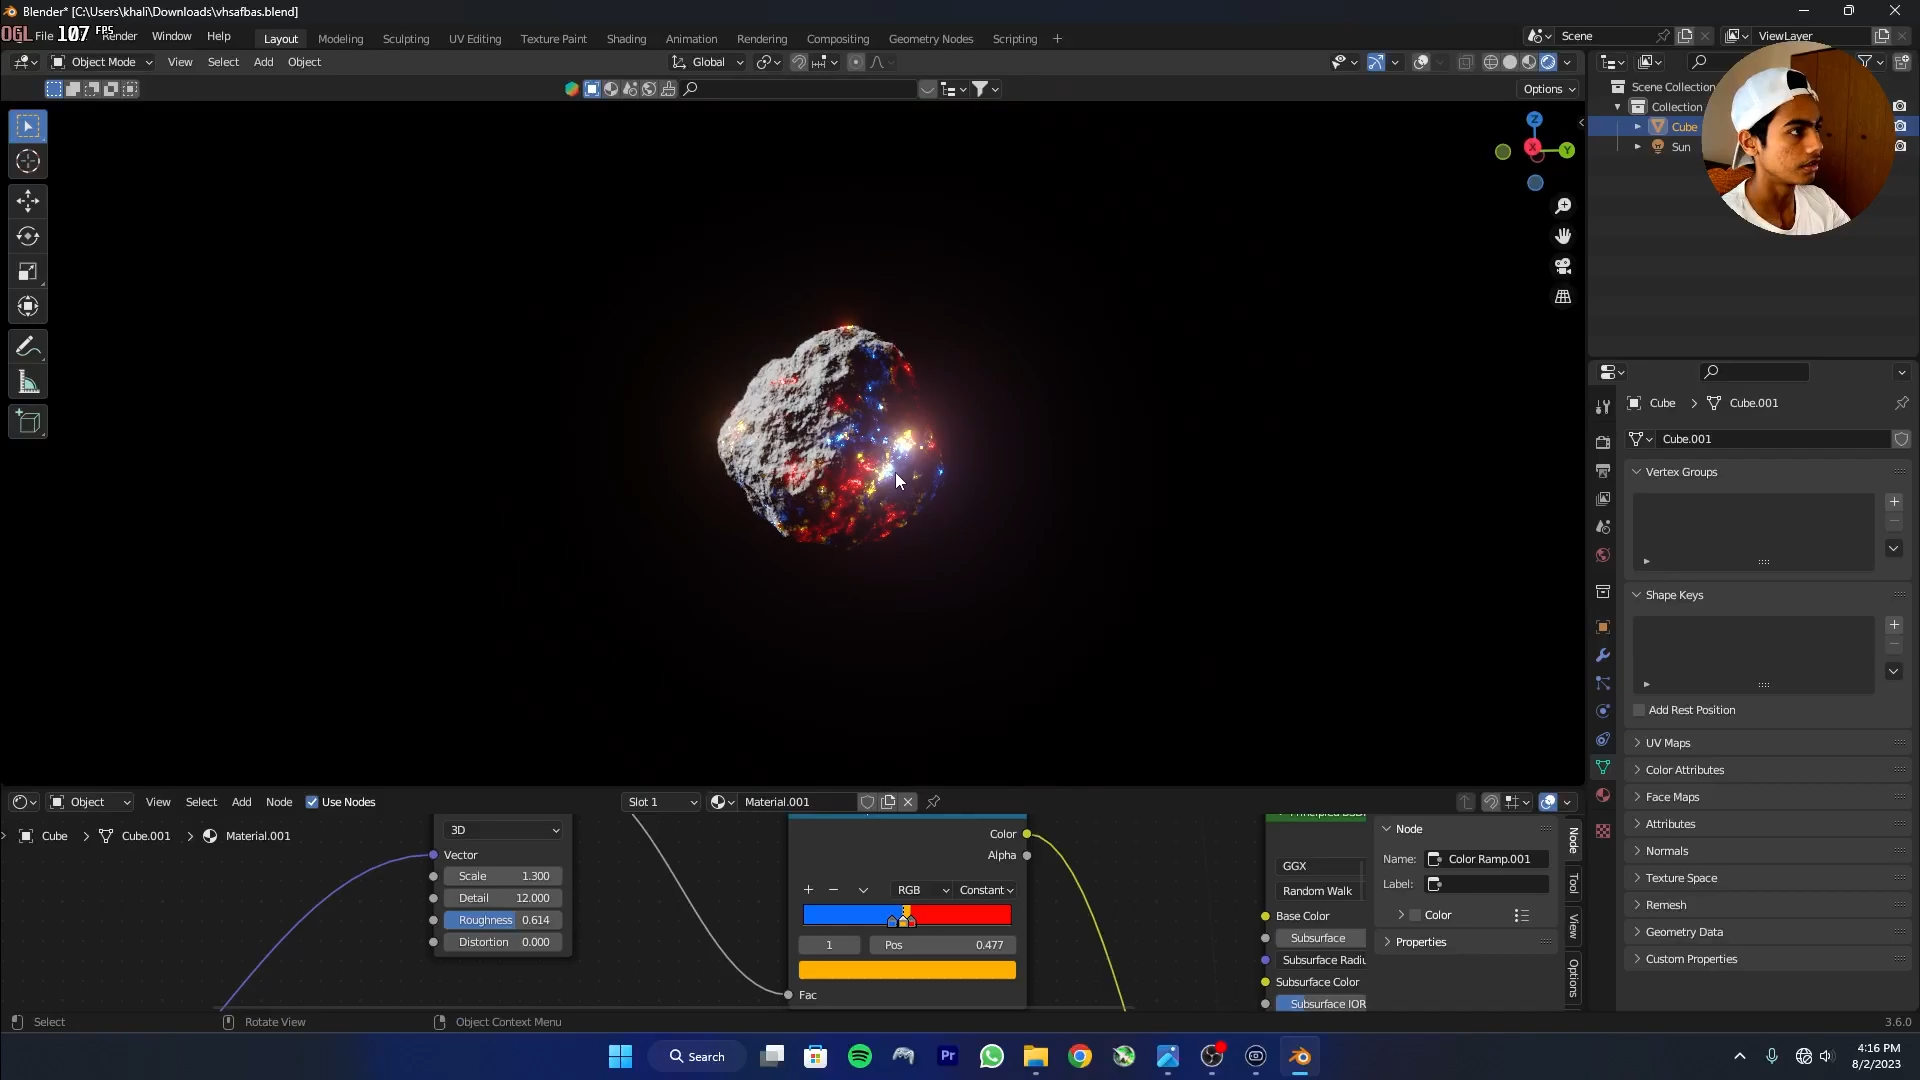 Blender* [C:\Users\khali\Downloads\vhsafbas.blend]
OGL 107 FPS
File Render Window Help Layout Modeling Sculpting UV Editing Texture Paint Shading Animation Rendering Compositing Geometry Nodes Scripting + Scene ViewLayer
Object Mode View Select Add Object Global
Options
Scene Collection
Collection
Cube
Sun
Z
X
Y
Cube > Cube.001
Cube.001
Vertex Groups
Shape Keys
Add Rest Position
UV Maps
Color Attributes
Face Maps
Attributes
Normals
Texture Space
Remesh
Geometry Data
Custom Properties
Object View Select Add Node Use Nodes Slot 1 Material.001
Cube > Cube.001 > Material.001
3D
Vector
Scale 1.300
Detail 12.000
Roughness 0.614
Distortion 0.000
Color
Alpha
RGB Constant
1 Pos 0.477
Fac
GGX
Random Walk
Base Color
Subsurface
Subsurface Radiu
Subsurface Color
Subsurface IOR
Node
Name: Color Ramp.001
Label:
Color
Properties
Node
Tool
View
Options
Select Rotate View Object Context Menu 3.6.0
Search
Pr
4:16 PM
8/2/2023